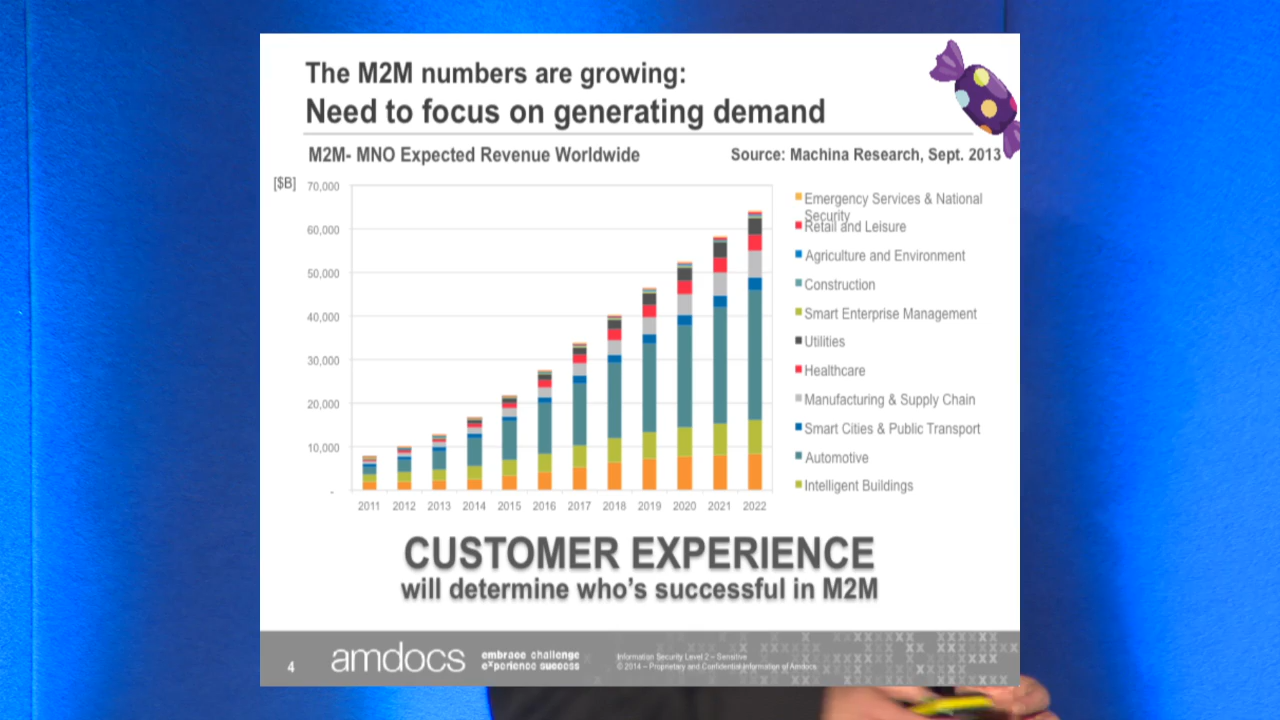 The M2M numbers are growing:
Need to focus on generating demand
M2M- MNO Expected Revenue Worldwide
Source: Machina Research, Sept. 2013
[$B]
70,000
60,000
50,000
40,000
30,000
20,000
10,000
-
2011 2012 2013 2014 2015 2016 2017 2018 2019 2020 2021 2022
Emergency Services & National
Security
Retail and Leisure
Agriculture and Environment
Construction
Smart Enterprise Management
Utilities
Healthcare
Manufacturing & Supply Chain
Smart Cities & Public Transport
Automotive
Intelligent Buildings
CUSTOMER EXPERIENCE
will determine who's successful in M2M
4
amdocs
embrace challenge
experience success
Information Security Level 2 – Sensitive
© 2014 – Proprietary and Confidential Information of Amdocs